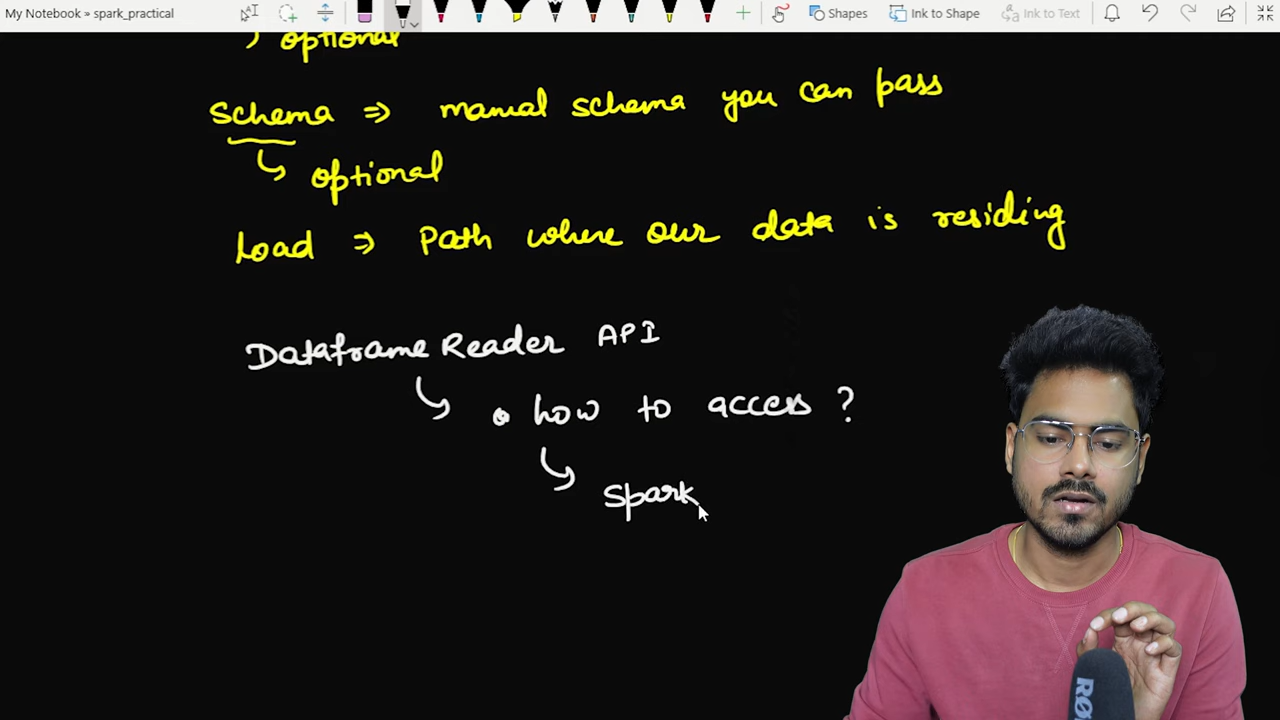 My Notebook » spark_practical
Shapes
Ink to Shape
Ink to Text
optional
Schema ⇒ manual schema you can pass
↳ optional
Load ⇒ Path where our data is residing
Dataframe Reader API
↳ • how to access ?
↳ Spark
RØDE